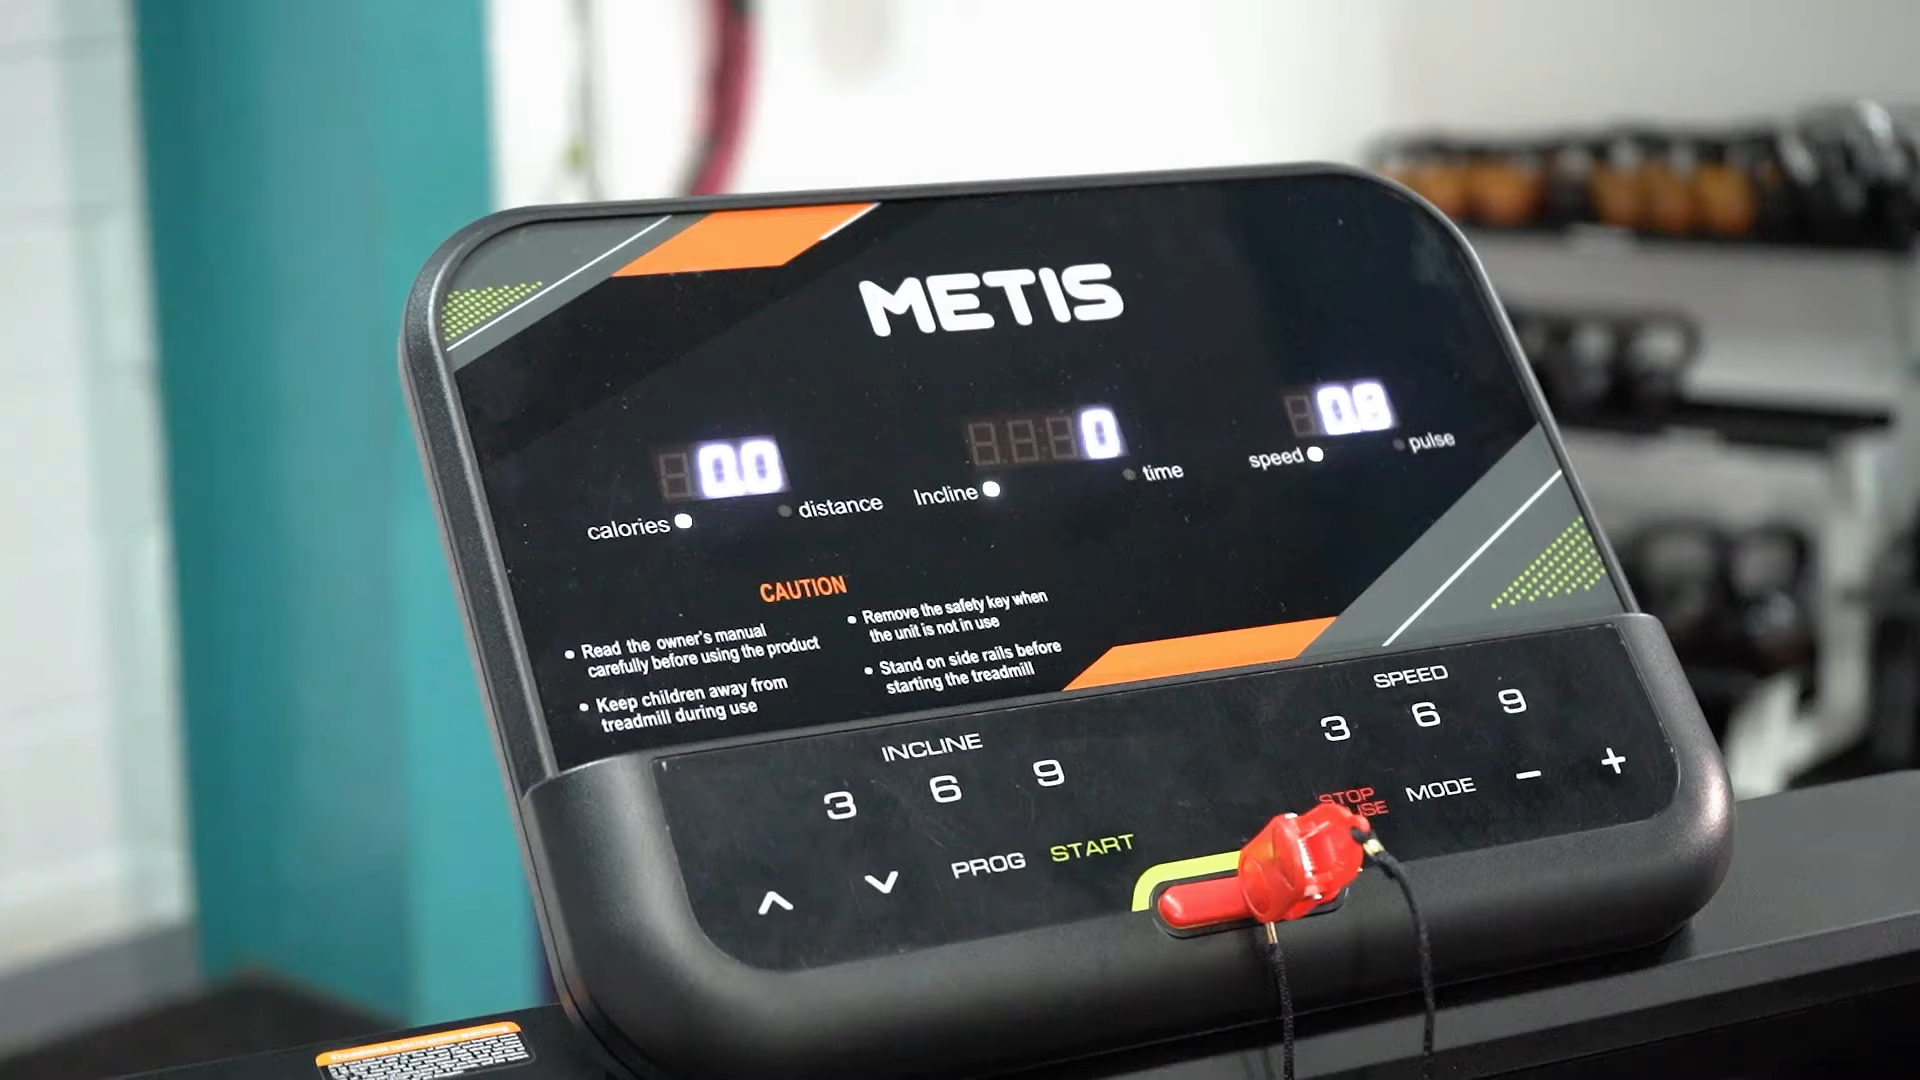 METIS
0.0
0
0.8
calories
distance
Incline
time
speed
pulse
CAUTION
Read the owner's manual
carefully before using the product
Keep children away from
treadmill during use
Remove the safety key when
the unit is not in use
Stand on side rails before
starting the treadmill
INCLINE
3 6 9
PROG START
SPEED
3 6 9
STOP
MODE - +